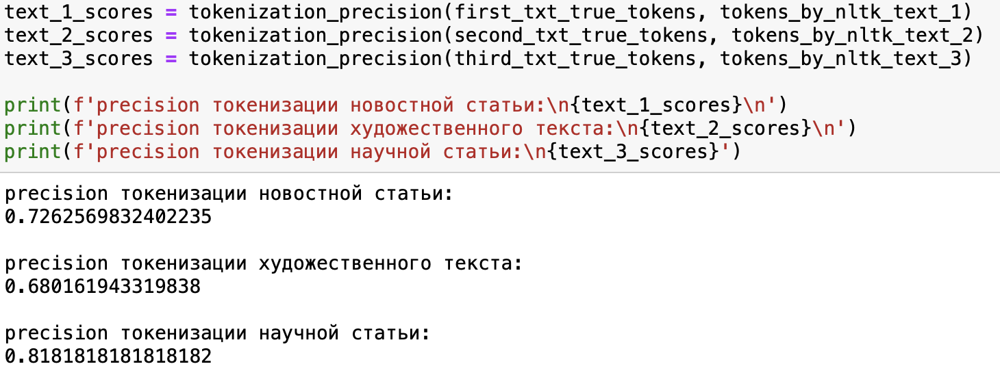 text_1_scores = tokenization_precision(first_txt_true_tokens, tokens_by_nltk_text_1)
text_2_scores = tokenization_precision(second_txt_true_tokens, tokens_by_nltk_text_2)
text_3_scores = tokenization_precision(third_txt_true_tokens, tokens_by_nltk_text_3)
print(f'precision токенизации новостной статьи:\n{text_1_scores}\n')
print(f'precision токенизации художественного текста:\n{text_2_scores}\n')
print(f'precision токенизации научной статьи:\n{text_3_scores}')
precision токенизации новостной статьи:
0.7262569832402235
precision токенизации художественного текста:
0.680161943319838
precision токенизации научной статьи:
0.8181818181818182